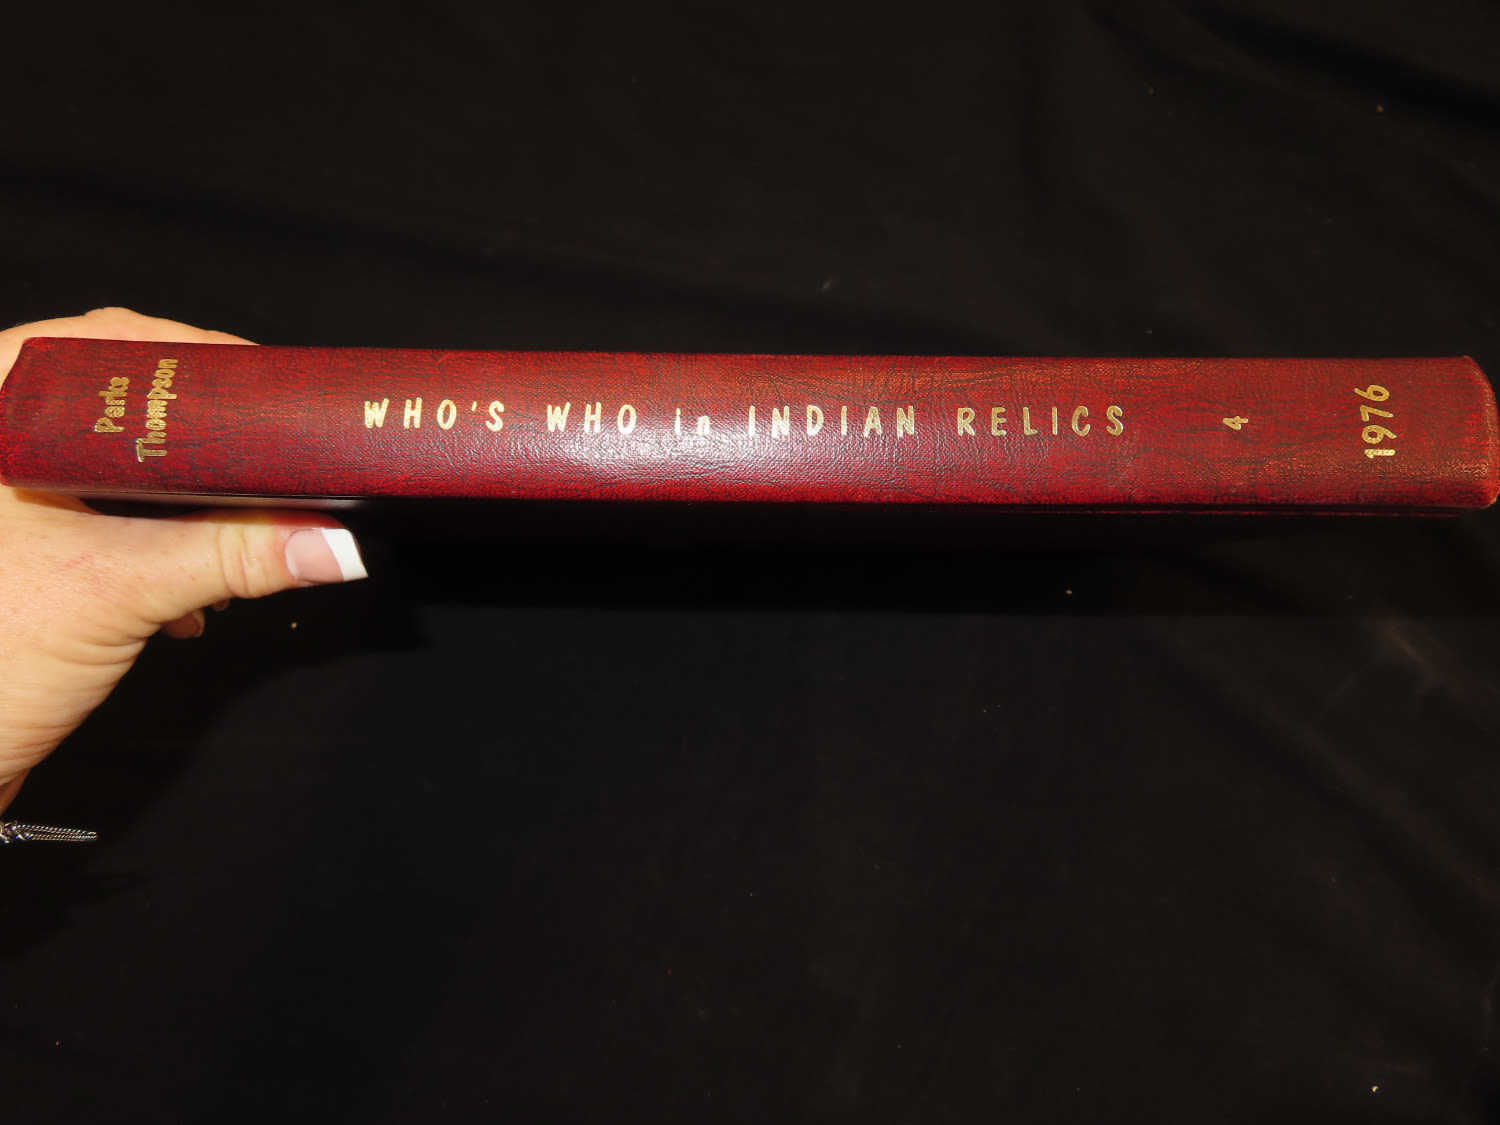 Parks
Thompson
WHO'S WHO in INDIAN RELICS
4
1976